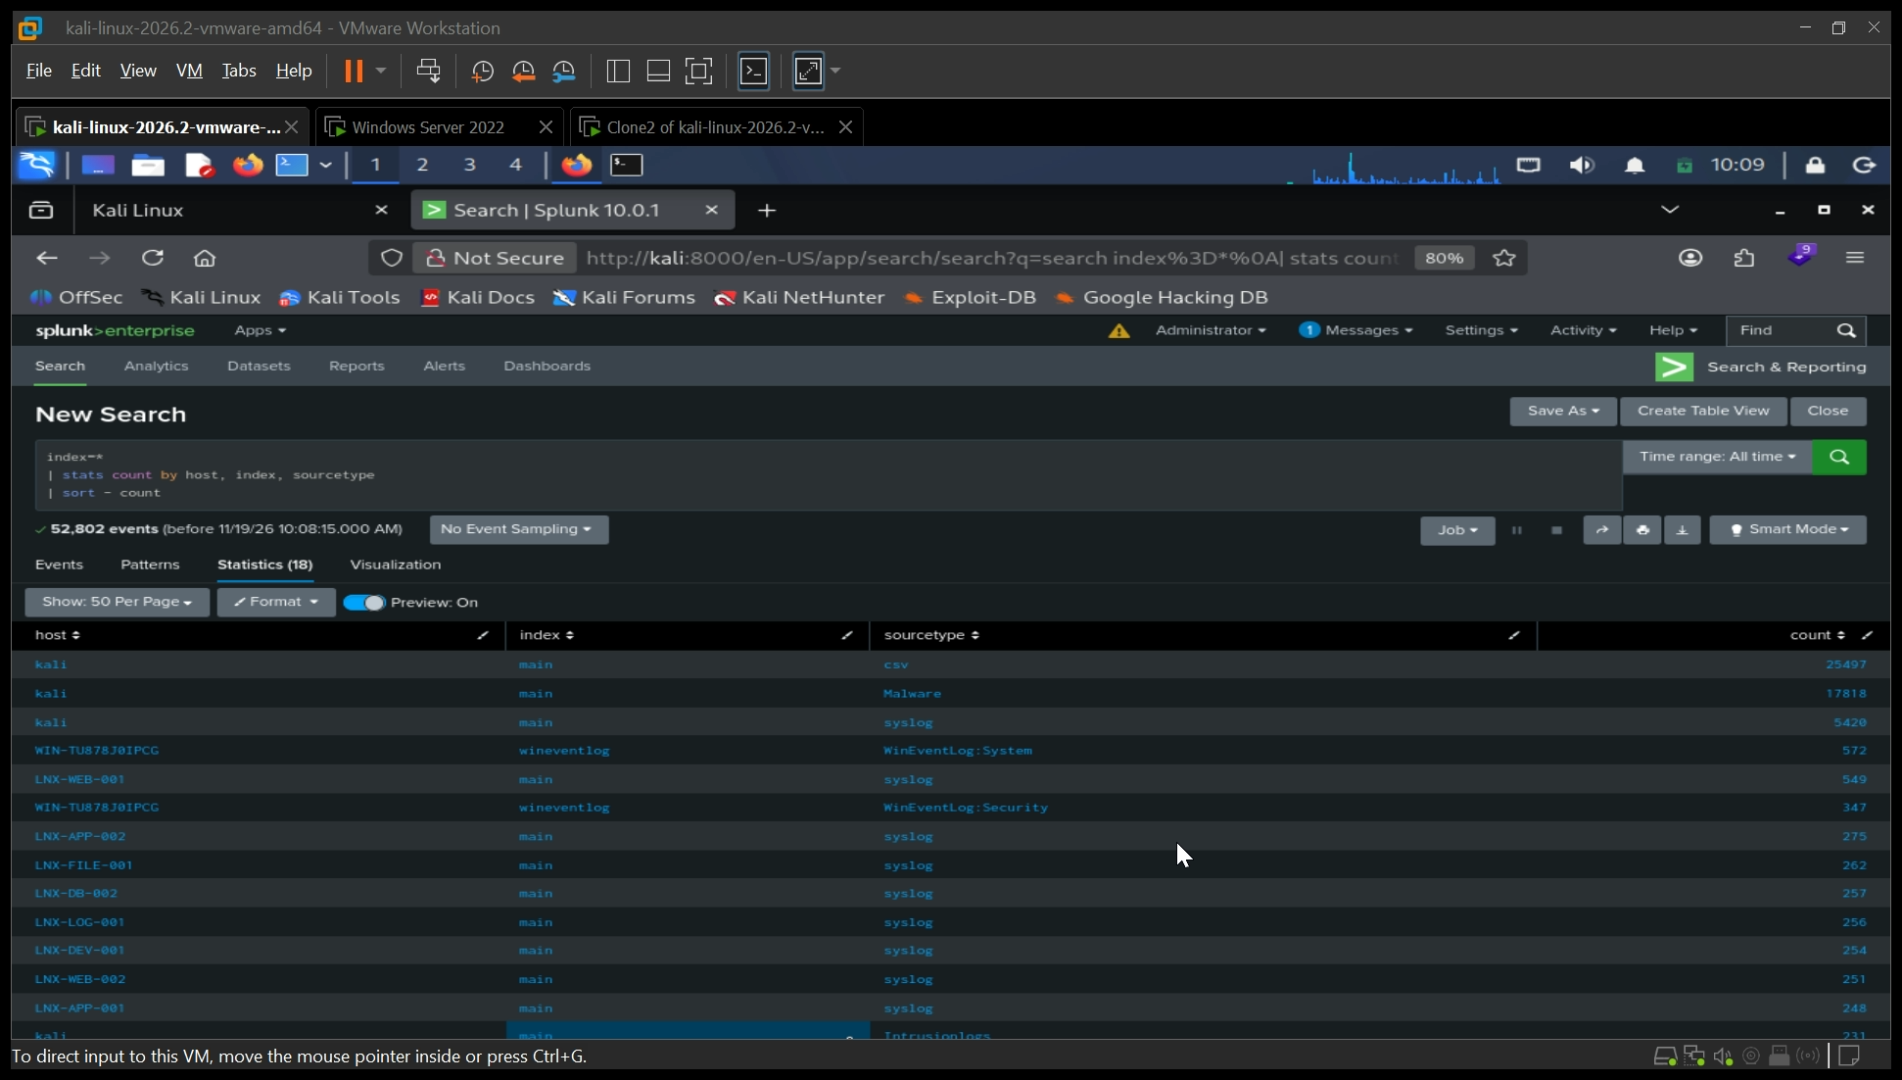 kali-linux-2026.2-vmware-amd64 - VMware Workstation
File Edit View VM Tabs Help
kali-linux-2026.2-vmware-... Windows Server 2022 Clone2 of kali-linux-2026.2-v...
1 2 3 4 10:09
Kali Linux Search | Splunk 10.0.1
Not Secure http://kali:8000/en-US/app/search/search?q=search index%3D*%0A| stats count 80% 9
OffSec Kali Linux Kali Tools Kali Docs Kali Forums Kali NetHunter Exploit-DB Google Hacking DB
splunk>enterprise Apps Administrator 1 Messages Settings Activity Help Find
Search Analytics Datasets Reports Alerts Dashboards Search & Reporting
New Search Save As Create Table View Close
index=*
| stats count by host, index, sourcetype
| sort - count
Time range: All time
52,802 events (before 11/19/26 10:08:15.000 AM) No Event Sampling Job Smart Mode
Events Patterns Statistics (18) Visualization
Show: 50 Per Page Format Preview: On
host index sourcetype count
kali main csv 25497
kali main Malware 17818
kali main syslog 5420
WIN-TU878J0IPCG wineventlog WinEventLog:System 572
LNX-WEB-001 main syslog 549
WIN-TU878J0IPCG wineventlog WinEventLog:Security 347
LNX-APP-002 main syslog 275
LNX-FILE-001 main syslog 262
LNX-DB-002 main syslog 257
LNX-LOG-001 main syslog 256
LNX-DEV-001 main syslog 254
LNX-WEB-002 main syslog 251
LNX-APP-001 main syslog 248
kali main Intrusionlogs 231
To direct input to this VM, move the mouse pointer inside or press Ctrl+G.